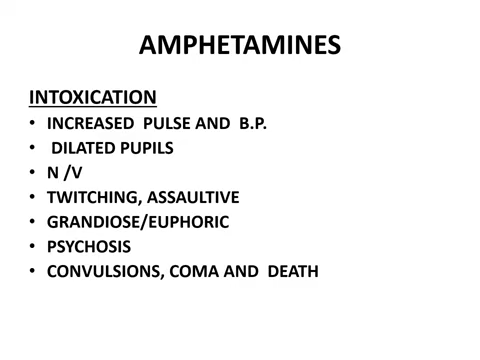 AMPHETAMINES
INTOXICATION
• INCREASED PULSE AND B.P.
• DILATED PUPILS
• N /V
• TWITCHING, ASSAULTIVE
• GRANDIOSE/EUPHORIC
• PSYCHOSIS
• CONVULSIONS, COMA AND DEATH